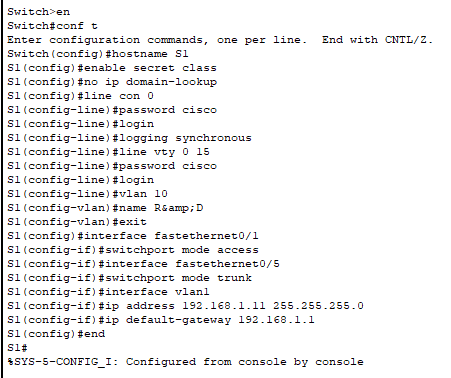 Switch>en
Switch#conf t
Enter configuration commands, one per line.  End with CNTL/Z.
Switch(config)#hostname S1
S1(config)#enable secret class
S1(config)#no ip domain-lookup
S1(config)#line con 0
S1(config-line)#password cisco
S1(config-line)#login
S1(config-line)#logging synchronous
S1(config-line)#line vty 0 15
S1(config-line)#password cisco
S1(config-line)#login
S1(config-line)#vlan 10
S1(config-vlan)#name R&amp;D
S1(config-vlan)#exit
S1(config)#interface fastethernet0/1
S1(config-if)#switchport mode access
S1(config-if)#interface fastethernet0/5
S1(config-if)#switchport mode trunk
S1(config-if)#interface vlan1
S1(config-if)#ip address 192.168.1.11 255.255.255.0
S1(config-if)#ip default-gateway 192.168.1.1
S1(config)#end
S1#
%SYS-5-CONFIG_I: Configured from console by console